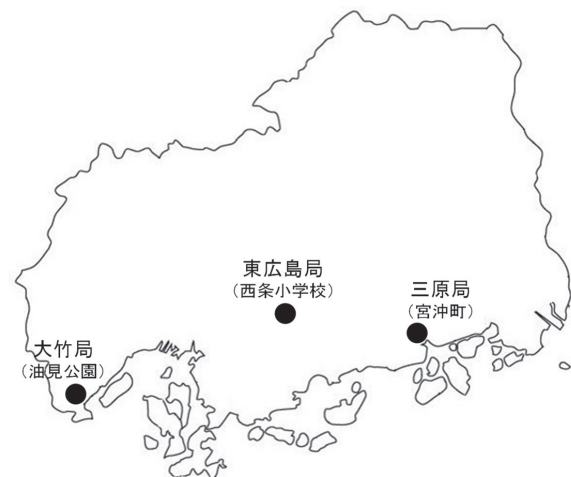 東広島局
（西条小学校）
三原局
（宮沖町）
大竹局
（油見公園）